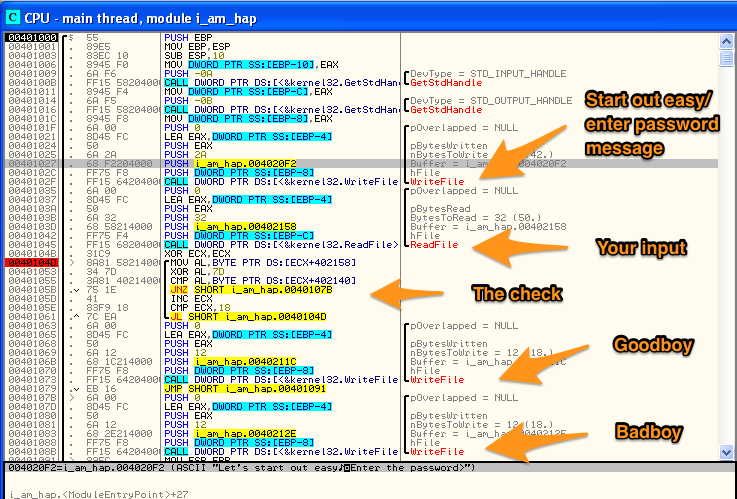 CPU - main thread, module i_am_hap
00401000 $ 55 PUSH EBP
00401001 . 89E5 MOV EBP,ESP
00401003 . 83EC 10 SUB ESP,10
00401006 . 8945 F0 MOV DWORD PTR SS:[EBP-10],EAX
00401009 . 6A F6 PUSH -0A DevType = STD_INPUT_HANDLE
0040100B . FF15 58204000 CALL DWORD PTR DS:[<&kernel32.GetStdHan GetStdHandle
00401011 . 8945 F4 MOV DWORD PTR SS:[EBP-C],EAX
00401014 . 6A F5 PUSH -0B DevType = STD_OUTPUT_HANDLE
00401016 . FF15 58204000 CALL DWORD PTR DS:[<&kernel32.GetStdHan GetStdHandle
0040101C . 8945 F8 MOV DWORD PTR SS:[EBP-8],EAX
0040101F . 6A 00 PUSH 0 pOverlapped = NULL
00401021 . 8D45 FC LEA EAX,DWORD PTR SS:[EBP-4]
00401024 . 50 PUSH EAX pBytesWritten
00401025 . 6A 2A PUSH 2A nBytesToWrite = (42.)
00401027 . 68 F2204000 PUSH i_am_hap.004020F2 Buffer = i_am_hap.004020F2
0040102C . FF75 F8 PUSH DWORD PTR SS:[EBP-8] hFile
0040102F . FF15 64204000 CALL DWORD PTR DS:[<&kernel32.WriteFile WriteFile
00401035 . 6A 00 PUSH 0 pOverlapped = NULL
00401037 . 8D45 FC LEA EAX,DWORD PTR SS:[EBP-4]
0040103A . 50 PUSH EAX pBytesRead
0040103B . 6A 32 PUSH 32 BytesToRead = 32 (50.)
0040103D . 68 58214000 PUSH i_am_hap.00402158 Buffer = i_am_hap.00402158
00401042 . FF75 F4 PUSH DWORD PTR SS:[EBP-C] hFile
00401045 . FF15 68204000 CALL DWORD PTR DS:[<&kernel32.ReadFile> ReadFile
0040104B . 31C9 XOR ECX,ECX
0040104D > 8A81 58214000 MOV AL,BYTE PTR DS:[ECX+402158]
00401053 . 34 7D XOR AL,7D
00401055 . 3A81 40214000 CMP AL,BYTE PTR DS:[ECX+402140]
0040105B . 75 1E JNZ SHORT i_am_hap.0040107B
0040105D . 41 INC ECX
0040105E . 83F9 18 CMP ECX,18
00401061 . 7C EA JL SHORT i_am_hap.0040104D
00401063 . 6A 00 PUSH 0 pOverlapped = NULL
00401065 . 8D45 FC LEA EAX,DWORD PTR SS:[EBP-4]
00401068 . 50 PUSH EAX pBytesWritten
00401069 . 6A 12 PUSH 12 nBytesToWrite = 12 (18.)
0040106B . 68 1C214000 PUSH i_am_hap.0040211C Buffer = i_am_hap.0040211C
00401070 . FF75 F8 PUSH DWORD PTR SS:[EBP-8] hFile
00401073 . FF15 64204000 CALL DWORD PTR DS:[<&kernel32.WriteFile WriteFile
00401079 . EB 16 JMP SHORT i_am_hap.00401091
0040107B > 6A 00 PUSH 0 pOverlapped = NULL
0040107D . 8D45 FC LEA EAX,DWORD PTR SS:[EBP-4]
00401080 . 50 PUSH EAX pBytesWritten
00401081 . 6A 12 PUSH 12 nBytesToWrite = 12 (18.)
00401083 . 68 2E214000 PUSH i_am_hap.0040212E Buffer = i_am_hap.0040212E
00401088 . FF75 F8 PUSH DWORD PTR SS:[EBP-8] hFile
0040108B . FF15 64204000 CALL DWORD PTR DS:[<&kernel32.WriteFile WriteFile
Start out easy/
enter password
message
Your input
The check
Goodboy
Badboy
004020F2=i_am_hap.004020F2 (ASCII "Let's start out easy♪◙Enter the password>")
i_am_hap.<ModuleEntryPoint>+27